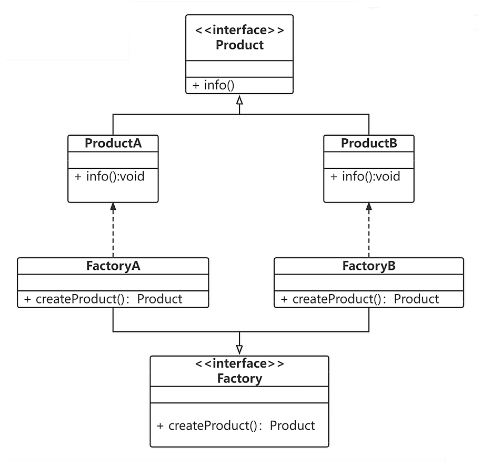 <<interface>>
Product
+ info()
ProductA
+ info():void
ProductB
+ info():void
FactoryA
+ createProduct()：Product
FactoryB
+ createProduct()：Product
<<interface>>
Factory
+ createProduct()：Product